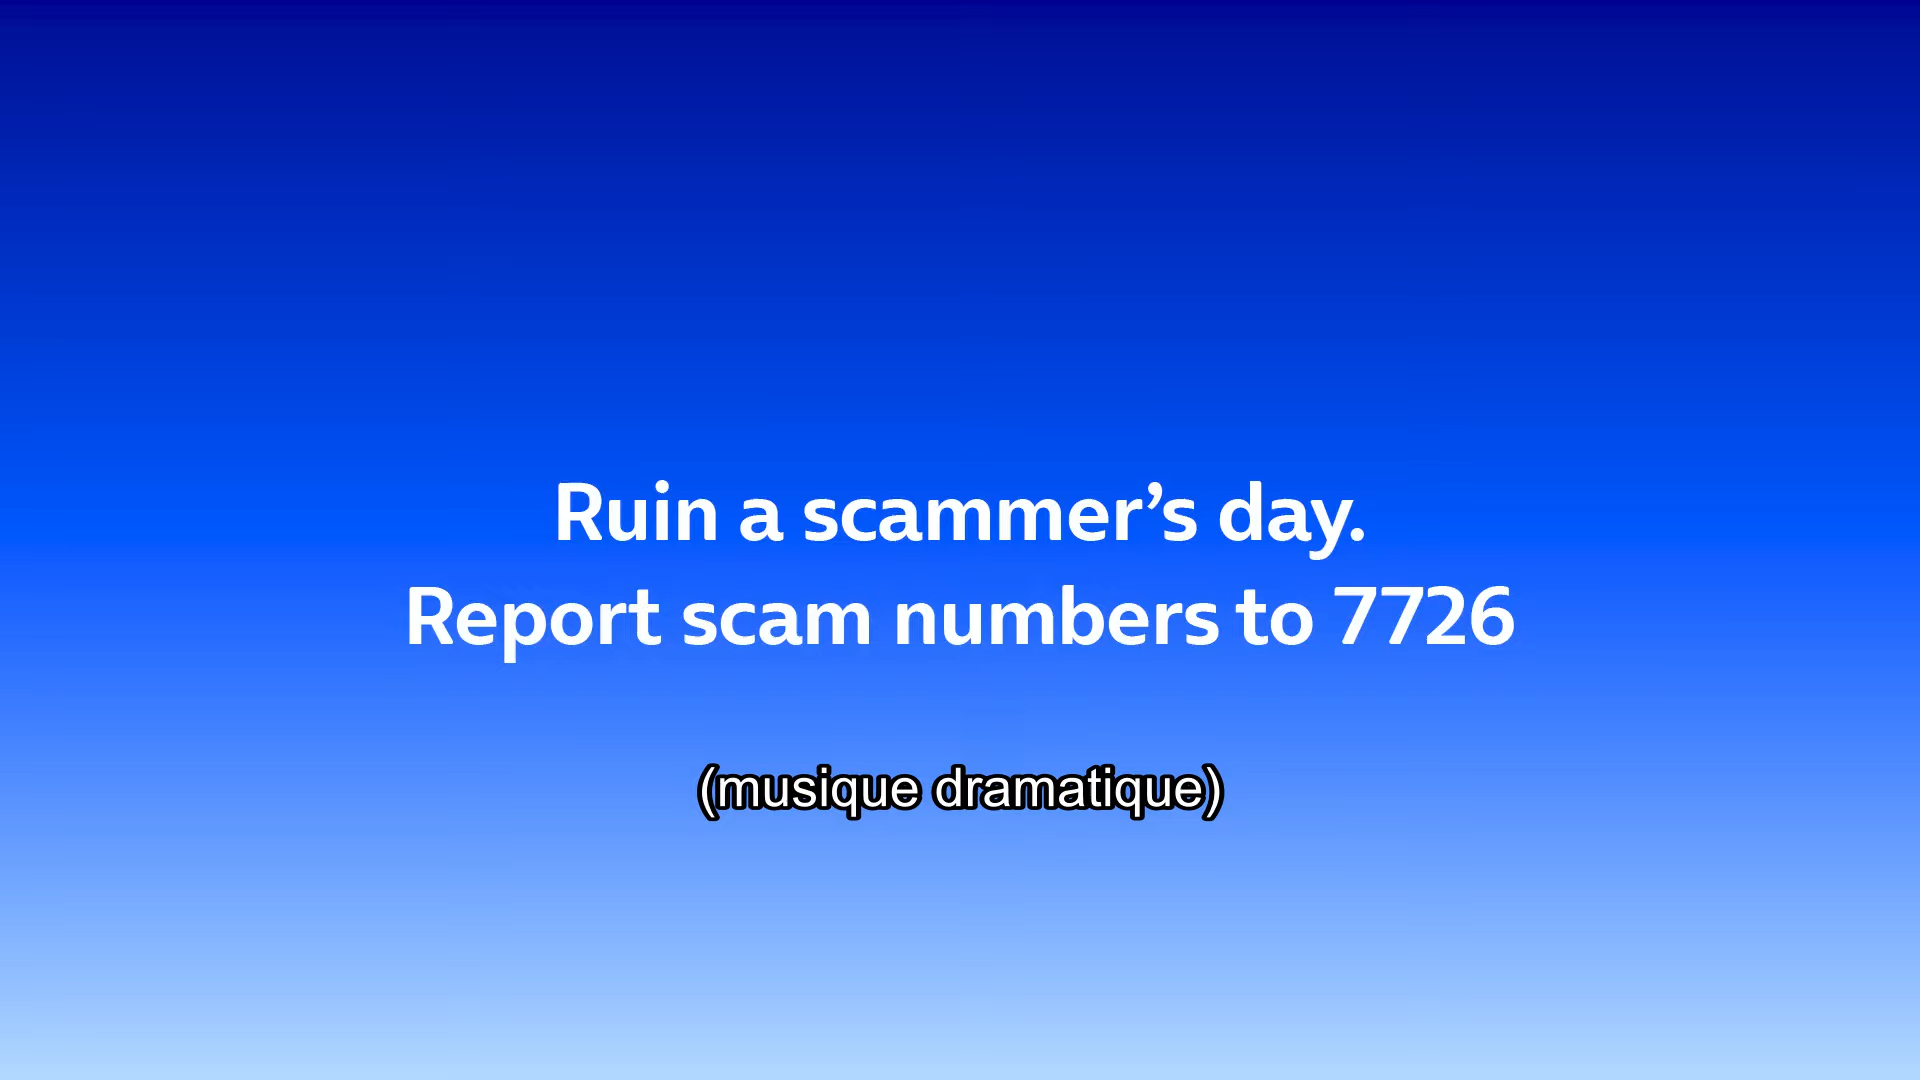 Ruin a scammer’s day.
Report scam numbers to 7726
(musique dramatique)